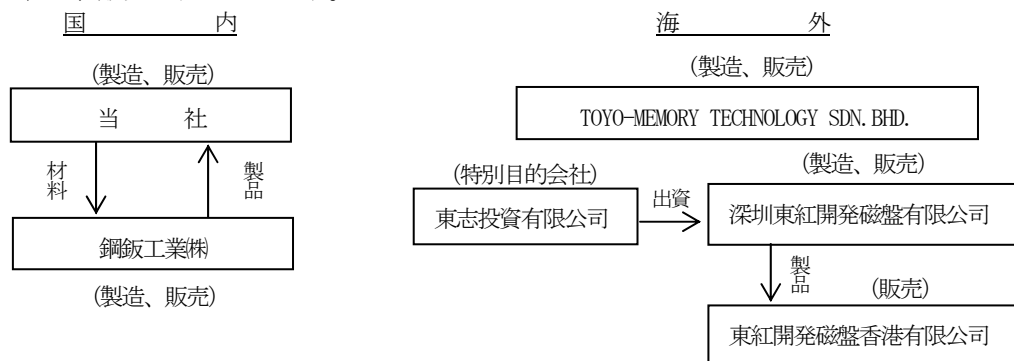 国 内
(製造、販売)
当 社
材料
製品
鋼鈑工業㈱
(製造、販売)
海 外
(製造、販売)
TOYO-MEMORY TECHNOLOGY SDN.BHD.
(特別目的会社)
東志投資有限公司
出資
(製造、販売)
深圳東紅開発磁盤有限公司
製品
(販売)
東紅開発磁盤香港有限公司